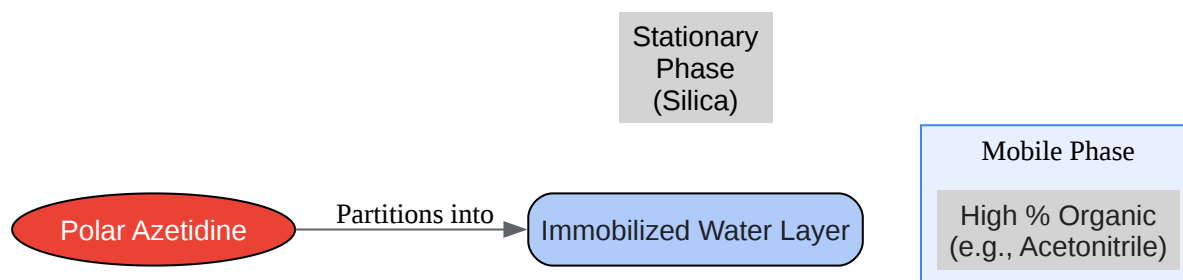 Stationary
Phase
(Silica)
Mobile Phase
Polar Azetidine
Partitions into
Immobilized Water Layer
High % Organic
(e.g., Acetonitrile)